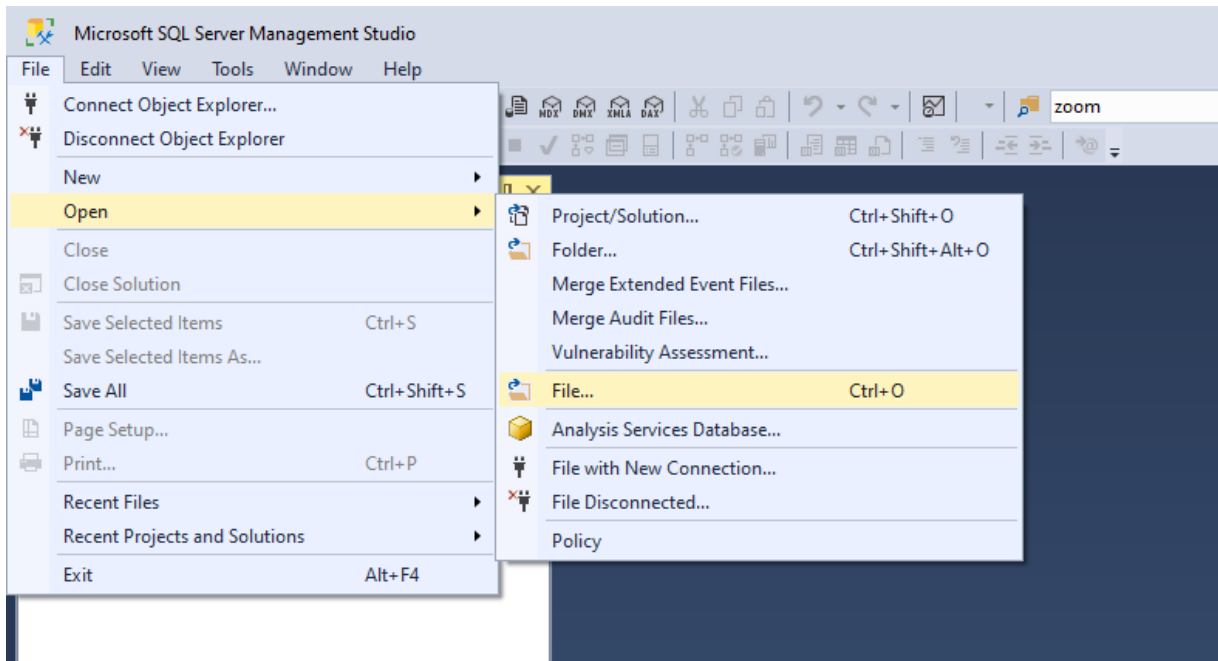 Microsoft SQL Server Management Studio
File Edit View Tools Window Help
Connect Object Explorer...
MDX DMX XMLA DAX zoom
Disconnect Object Explorer
New
Open
Project/Solution... Ctrl+Shift+O
Close
Folder... Ctrl+Shift+Alt+O
Close Solution
Merge Extended Event Files...
Save Selected Items Ctrl+S
Merge Audit Files...
Save Selected Items As...
Vulnerability Assessment...
Save All Ctrl+Shift+S
File... Ctrl+O
Page Setup...
Analysis Services Database...
Print... Ctrl+P
File with New Connection...
Recent Files
File Disconnected...
Recent Projects and Solutions
Policy
Exit Alt+F4